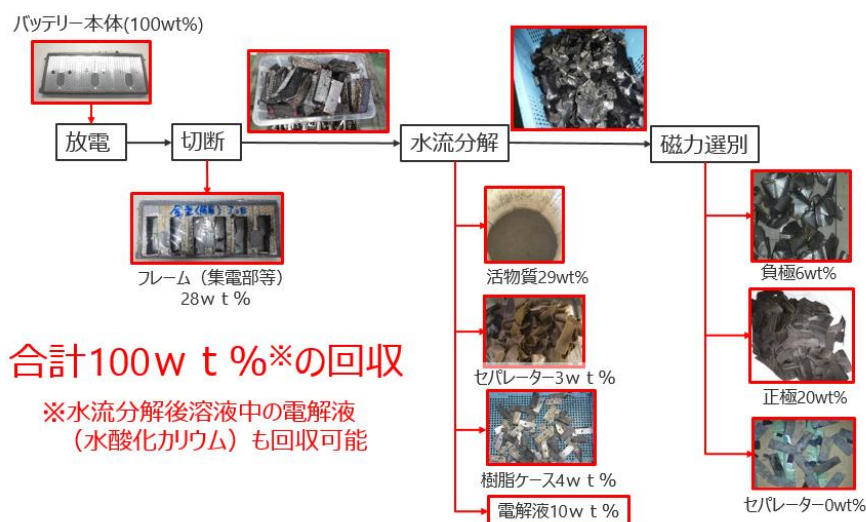 バッテリー本体(100wt%)
放電
切断
水流分解
磁力選別
フレーム（集電部等）
28ｗｔ%
活物質29wt%
セパレーター3ｗｔ%
樹脂ケース4ｗｔ%
電解液10ｗｔ%
負極6wt%
正極20wt%
セパレーター0wt%
合計100ｗｔ%※の回収
※水流分解後溶液中の電解液
（水酸化カリウム）も回収可能